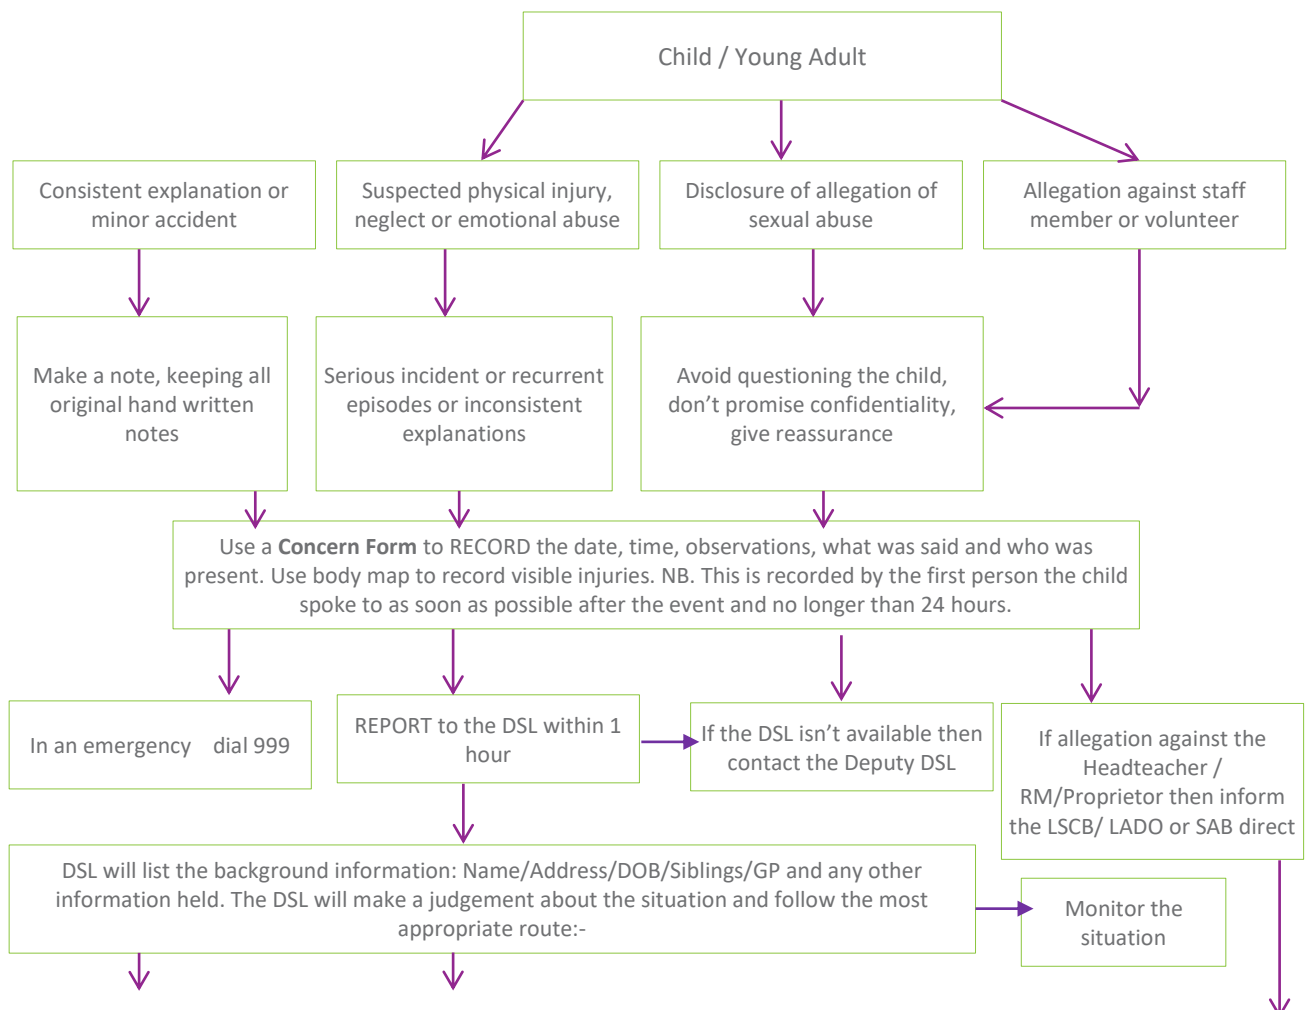 Child / Young Adult
Consistent explanation or
minor accident
Suspected physical injury,
neglect or emotional abuse
Disclosure of allegation of
sexual abuse
Allegation against staff
member or volunteer
Make a note, keeping all
original hand written
notes
Serious incident or recurrent
episodes or inconsistent
explanations
Avoid questioning the child,
don’t promise confidentiality,
give reassurance
Use a Concern Form to RECORD the date, time, observations, what was said and who was
present. Use body map to record visible injuries. NB. This is recorded by the first person the child
spoke to as soon as possible after the event and no longer than 24 hours.
In an emergency dial 999
REPORT to the DSL within 1
hour
If the DSL isn’t available then
contact the Deputy DSL
If allegation against the
Headteacher /
RM/Proprietor then inform
the LSCB/ LADO or SAB direct
DSL will list the background information: Name/Address/DOB/Siblings/GP and any other
information held. The DSL will make a judgement about the situation and follow the most
appropriate route:-
Monitor the
situation